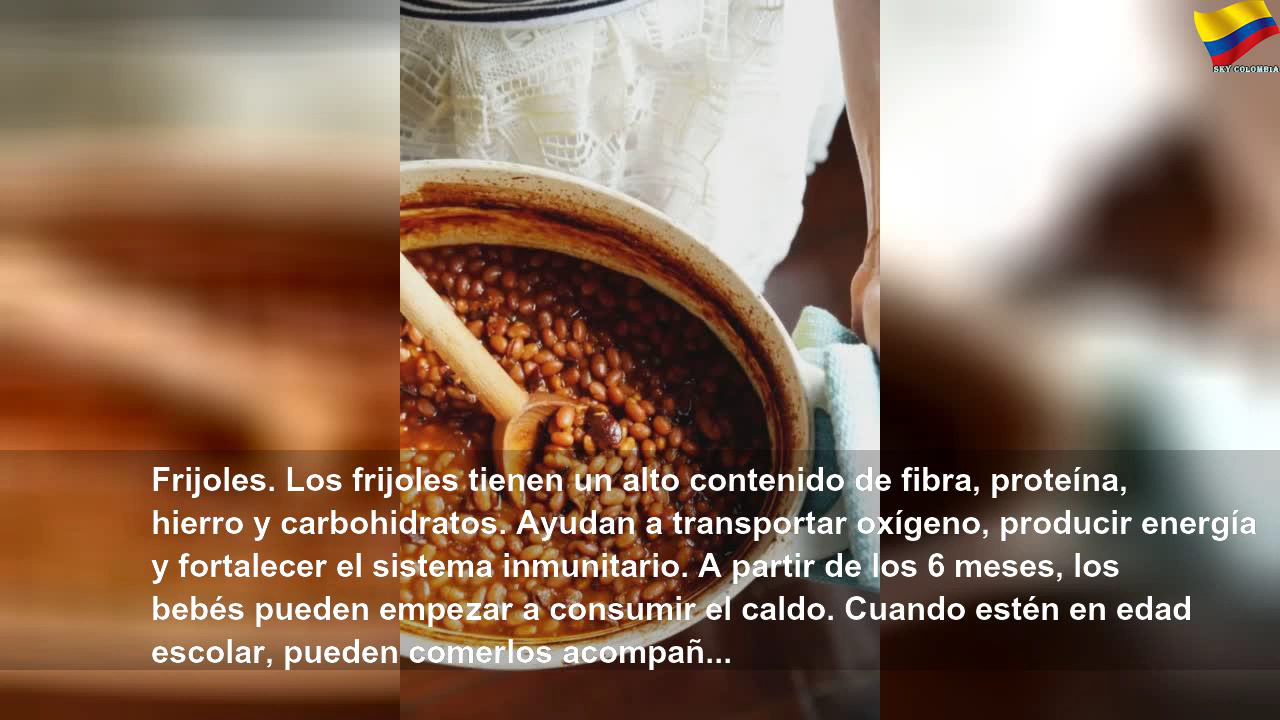 SKY COLOMBIA
Frijoles. Los frijoles tienen un alto contenido de fibra, proteína,
hierro y carbohidratos. Ayudan a transportar oxígeno, producir energía
y fortalecer el sistema inmunitario. A partir de los 6 meses, los
bebés pueden empezar a consumir el caldo. Cuando estén en edad
escolar, pueden comerlos acompañ...